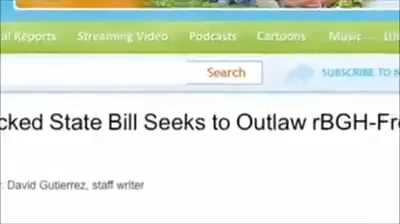 al Reports Streaming Video Podcasts Cartoons Music
Search SUBSCRIBE TO N
cked State Bill Seeks to Outlaw rBGH-Fr
David Gutierrez, staff writer